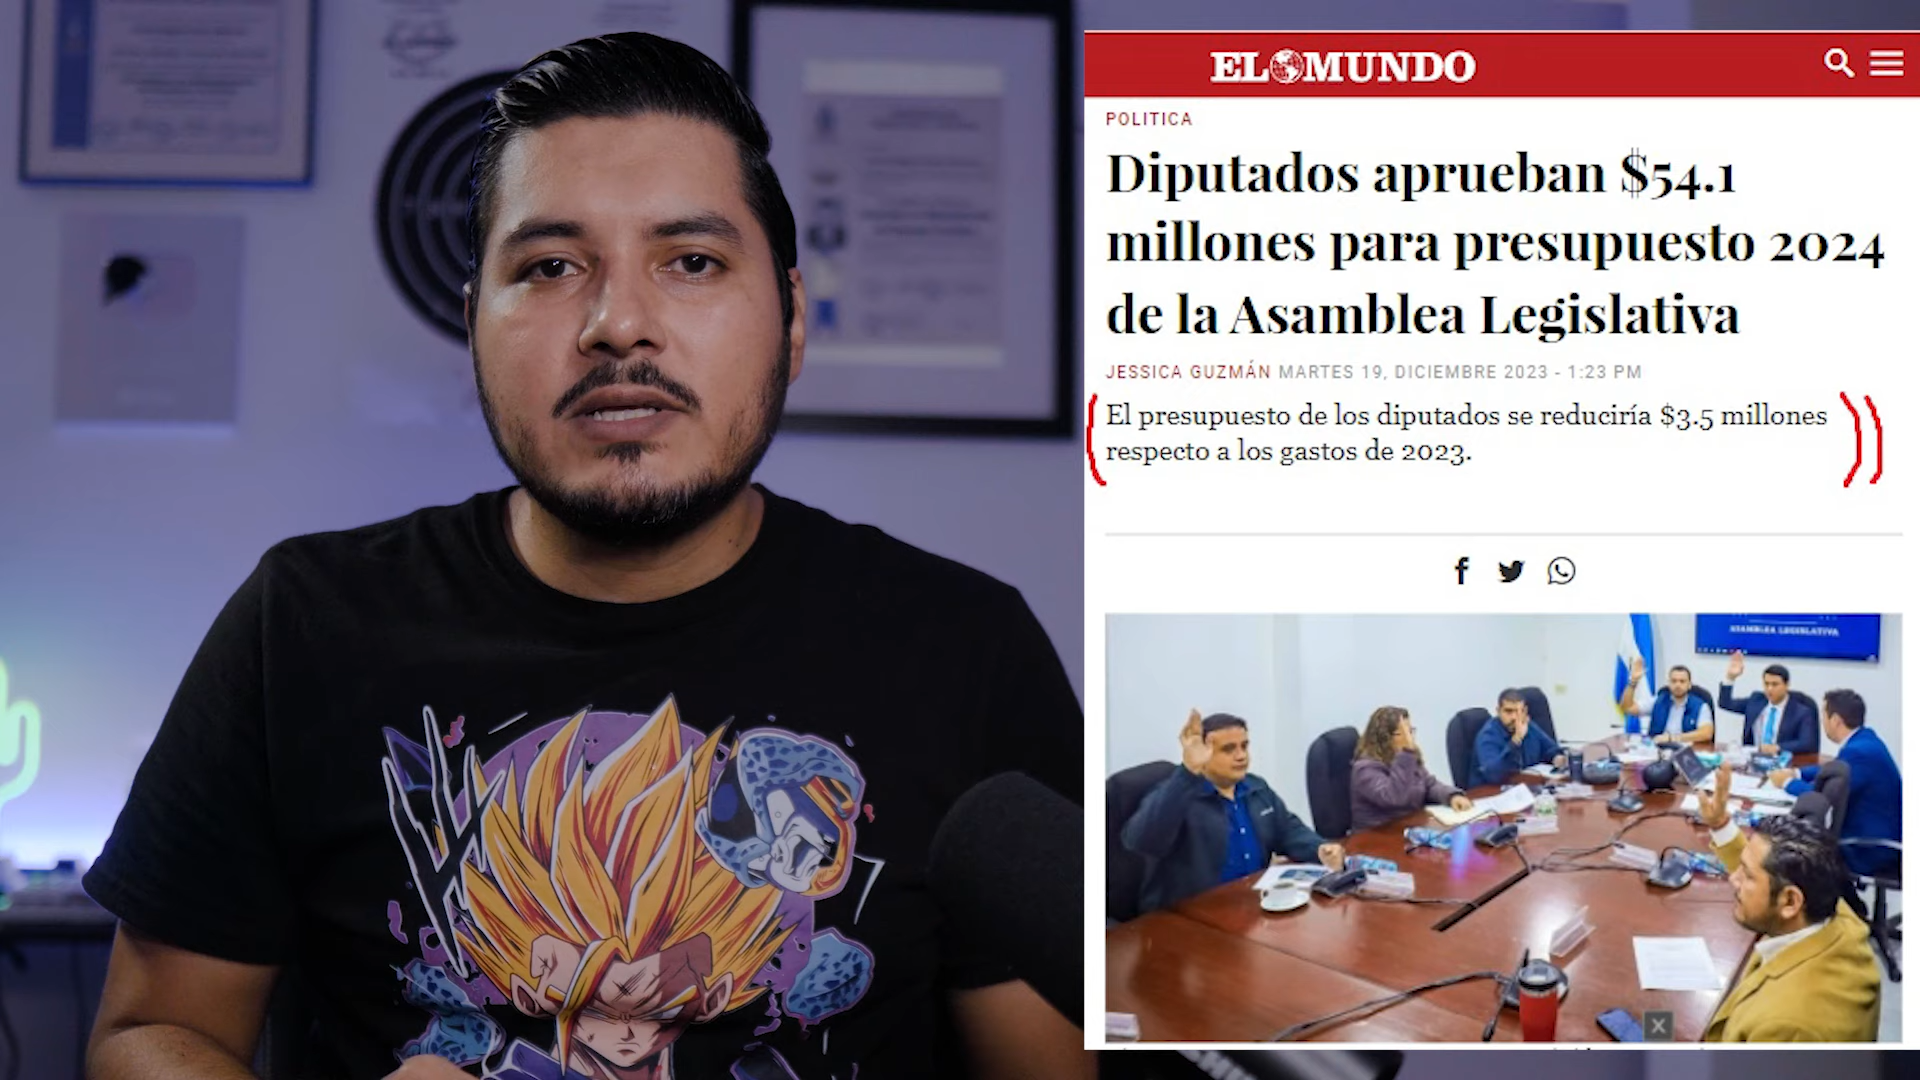 EL MUNDO
POLITICA
Diputados aprueban $54.1
millones para presupuesto 2024
de la Asamblea Legislativa
JESSICA GUZMÁN MARTES 19, DICIEMBRE 2023 - 1:23 PM
El presupuesto de los diputados se reduciría $3.5 millones
respecto a los gastos de 2023.
ASAMBLEA LEGISLATIVA